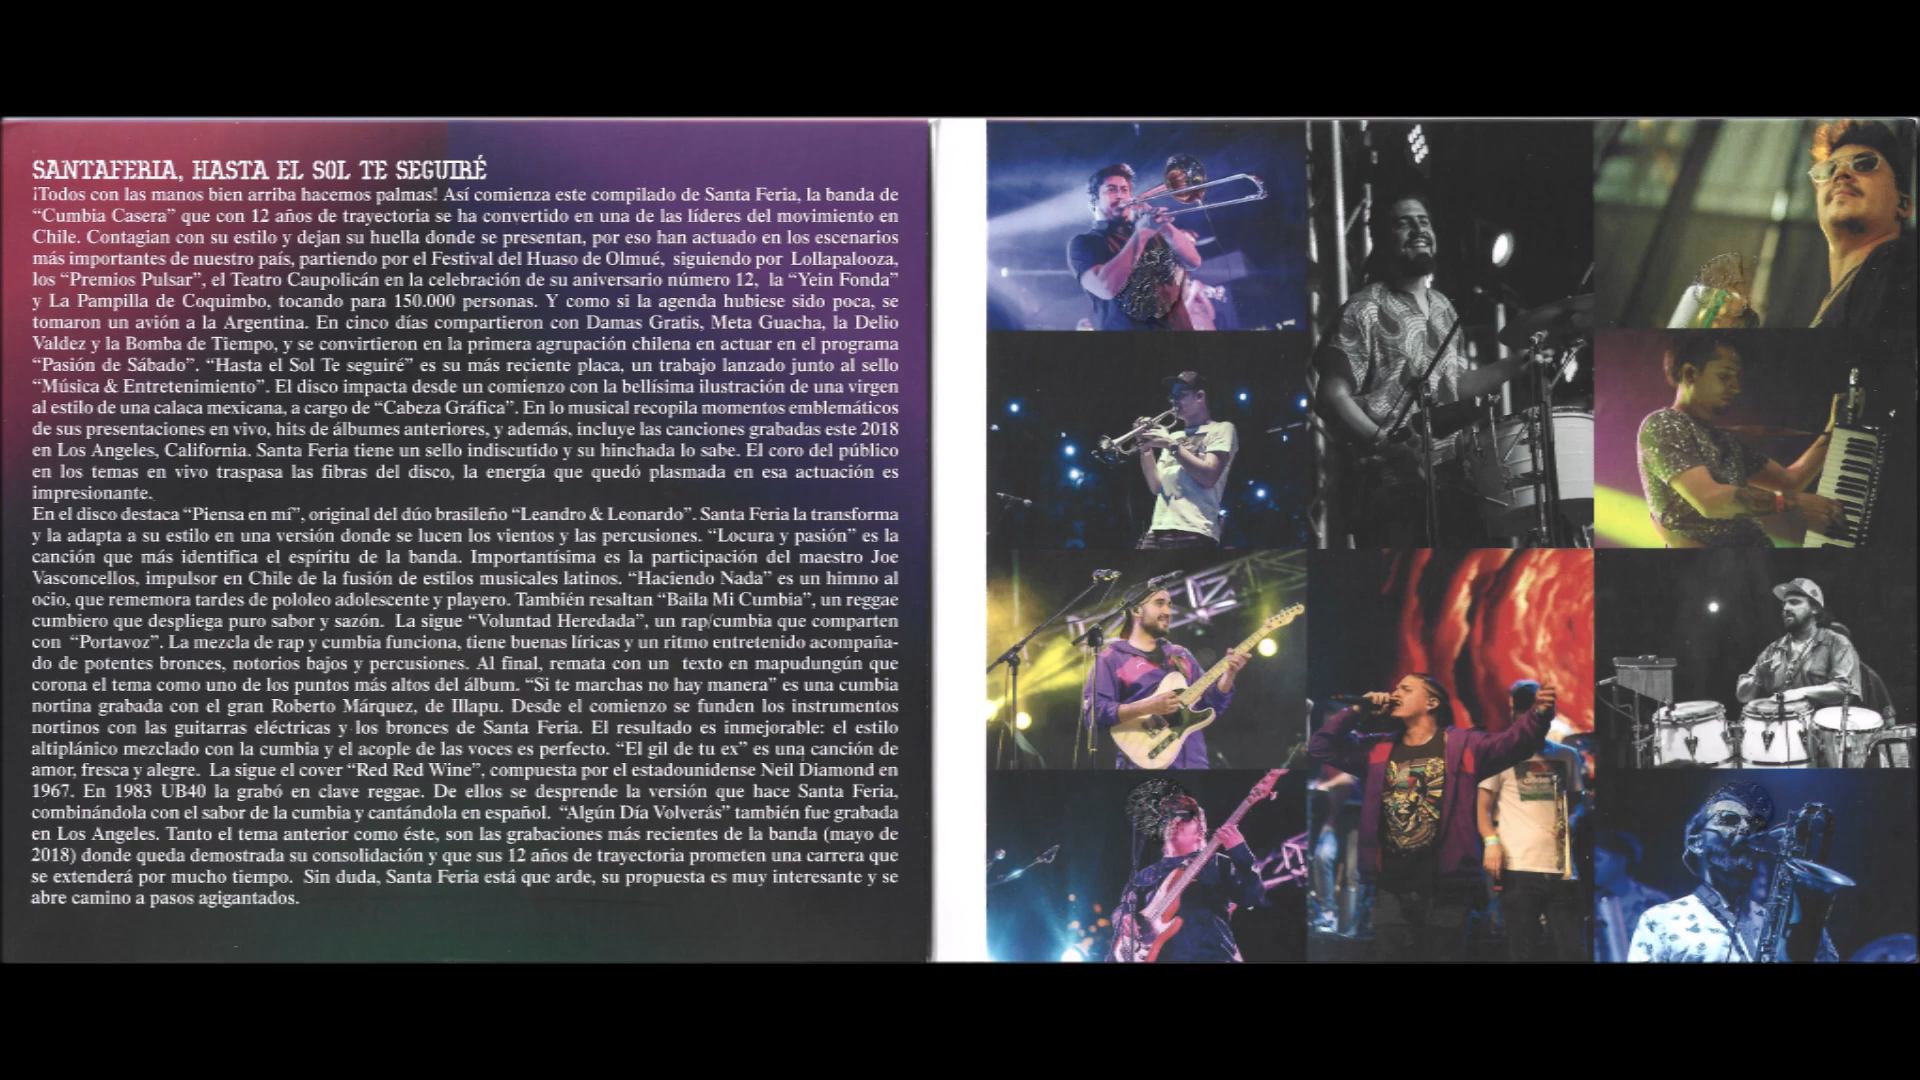 SANTAFERIA, HASTA EL SOL TE SEGUIRÉ
¡Todos con las manos bien arriba hacemos palmas! Así comienza este compilado de Santa Feria, la banda de
“Cumbia Casera” que con 12 años de trayectoria se ha convertido en una de las líderes del movimiento en
Chile. Contagian con su estilo y dejan su huella donde se presentan, por eso han actuado en los escenarios
más importantes de nuestro país, partiendo por el Festival del Huaso de Olmué, siguiendo por Lollapalooza,
los “Premios Pulsar”, el Teatro Caupolicán en la celebración de su aniversario número 12, la “Yein Fonda”
y La Pampilla de Coquimbo, tocando para 150.000 personas. Y como si la agenda hubiese sido poca, se
tomaron un avión a la Argentina. En cinco días compartieron con Damas Gratis, Meta Guacha, la Delio
Valdez y la Bomba de Tiempo, y se convirtieron en la primera agrupación chilena en actuar en el programa
“Pasión de Sábado”. “Hasta el Sol Te seguiré” es su más reciente placa, un trabajo lanzado junto al sello
“Música & Entretenimiento”. El disco impacta desde un comienzo con la bellísima ilustración de una virgen
al estilo de una calaca mexicana, a cargo de “Cabeza Gráfica”. En lo musical recopila momentos emblemáticos
de sus presentaciones en vivo, hits de álbumes anteriores, y además, incluye las canciones grabadas este 2018
en Los Angeles, California. Santa Feria tiene un sello indiscutido y su hinchada lo sabe. El coro del público
en los temas en vivo traspasa las fibras del disco, la energía que quedó plasmada en esa actuación es
impresionante.
En el disco destaca “Piensa en mí”, original del dúo brasileño “Leandro & Leonardo”. Santa Feria la transforma
y la adapta a su estilo en una versión donde se lucen los vientos y las percusiones. “Locura y pasión” es la
canción que más identifica el espíritu de la banda. Importantísima es la participación del maestro Joe
Vasconcellos, impulsor en Chile de la fusión de estilos musicales latinos. “Haciendo Nada” es un himno al
ocio, que rememora tardes de pololeo adolescente y playero. También resaltan “Baila Mi Cumbia”, un reggae
cumbiero que despliega puro sabor y sazón. La sigue “Voluntad Heredada”, un rap/cumbia que comparten
con “Portavoz”. La mezcla de rap y cumbia funciona, tiene buenas líricas y un ritmo entretenido acompaña-
do de potentes bronces, notorios bajos y percusiones. Al final, remata con un texto en mapudungún que
corona el tema como uno de los puntos más altos del álbum. “Si te marchas no hay manera” es una cumbia
nortina grabada con el gran Roberto Márquez, de Illapu. Desde el comienzo se funden los instrumentos
nortinos con las guitarras eléctricas y los bronces de Santa Feria. El resultado es inmejorable: el estilo
altiplánico mezclado con la cumbia y el acople de las voces es perfecto. “El gil de tu ex” es una canción de
amor, fresca y alegre. La sigue el cover “Red Red Wine”, compuesta por el estadounidense Neil Diamond en
1967. En 1983 UB40 la grabó en clave reggae. De ellos se desprende la versión que hace Santa Feria,
combinándola con el sabor de la cumbia y cantándola en español. “Algún Día Volverás” también fue grabada
en Los Angeles. Tanto el tema anterior como éste, son las grabaciones más recientes de la banda (mayo de
2018) donde queda demostrada su consolidación y que sus 12 años de trayectoria prometen una carrera que
se extenderá por mucho tiempo. Sin duda, Santa Feria está que arde, su propuesta es muy interesante y se
abre camino a pasos agigantados.